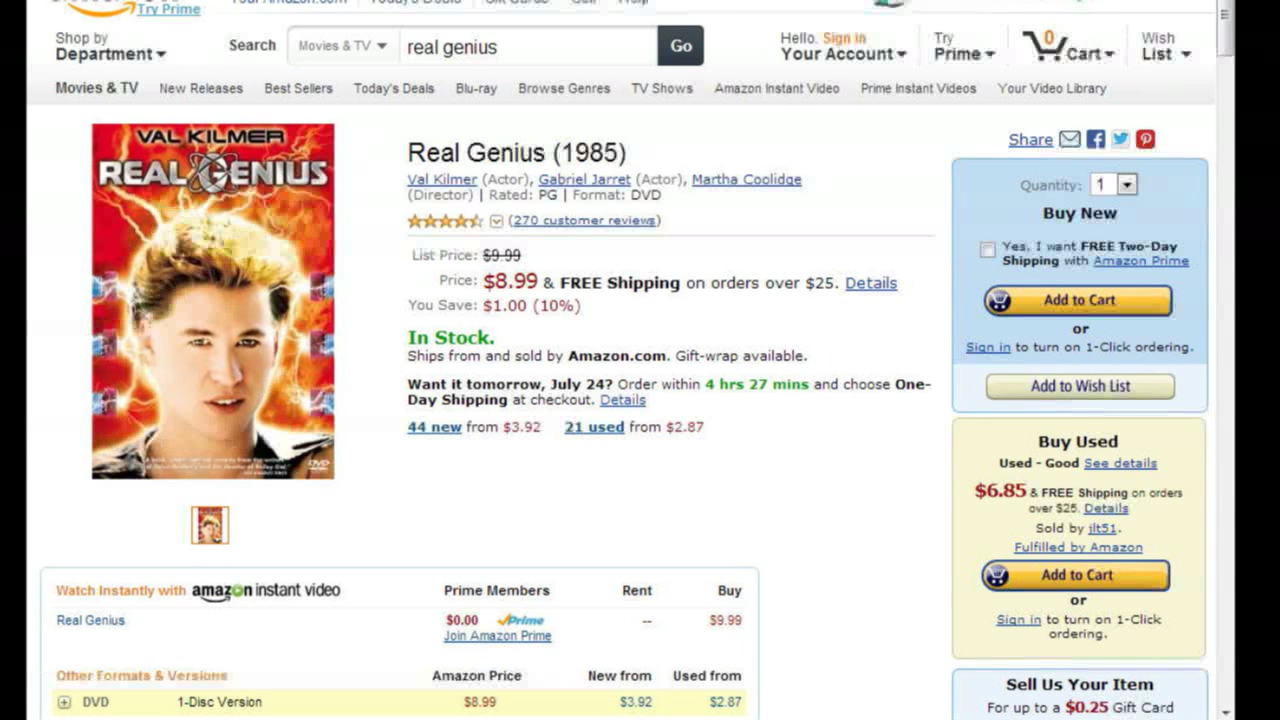 Try Prime
Shop by
Department
Search
Movies & TV
real genius
Go
Hello. Sign in
Your Account
Try
Prime
0
Cart
Wish
List
Movies & TV
New Releases
Best Sellers
Today's Deals
Blu-ray
Browse Genres
TV Shows
Amazon Instant Video
Prime Instant Videos
Your Video Library
VAL KILMER
REAL GENIUS
DVD
Real Genius (1985)
Val Kilmer (Actor), Gabriel Jarret (Actor), Martha Coolidge
(Director) | Rated: PG | Format: DVD
(270 customer reviews)
List Price: $9.99
Price: $8.99 & FREE Shipping on orders over $25. Details
You Save: $1.00 (10%)
In Stock.
Ships from and sold by Amazon.com. Gift-wrap available.
Want it tomorrow, July 24? Order within 4 hrs 27 mins and choose One-
Day Shipping at checkout. Details
44 new from $3.92 21 used from $2.87
Share
Quantity: 1
Buy New
Yes, I want FREE Two-Day
Shipping with Amazon Prime
Add to Cart
or
Sign in to turn on 1-Click ordering.
Add to Wish List
Buy Used
Used - Good See details
$6.85 & FREE Shipping on orders
over $25. Details
Sold by jlt51.
Fulfilled by Amazon
Add to Cart
or
Sign in to turn on 1-Click
ordering.
Sell Us Your Item
For up to a $0.25 Gift Card
Watch Instantly with amazon instant video
Prime Members
Rent
Buy
Real Genius
$0.00 Prime
--
$9.99
Join Amazon Prime
Other Formats & Versions
Amazon Price
New from
Used from
DVD
1-Disc Version
$8.99
$3.92
$2.87